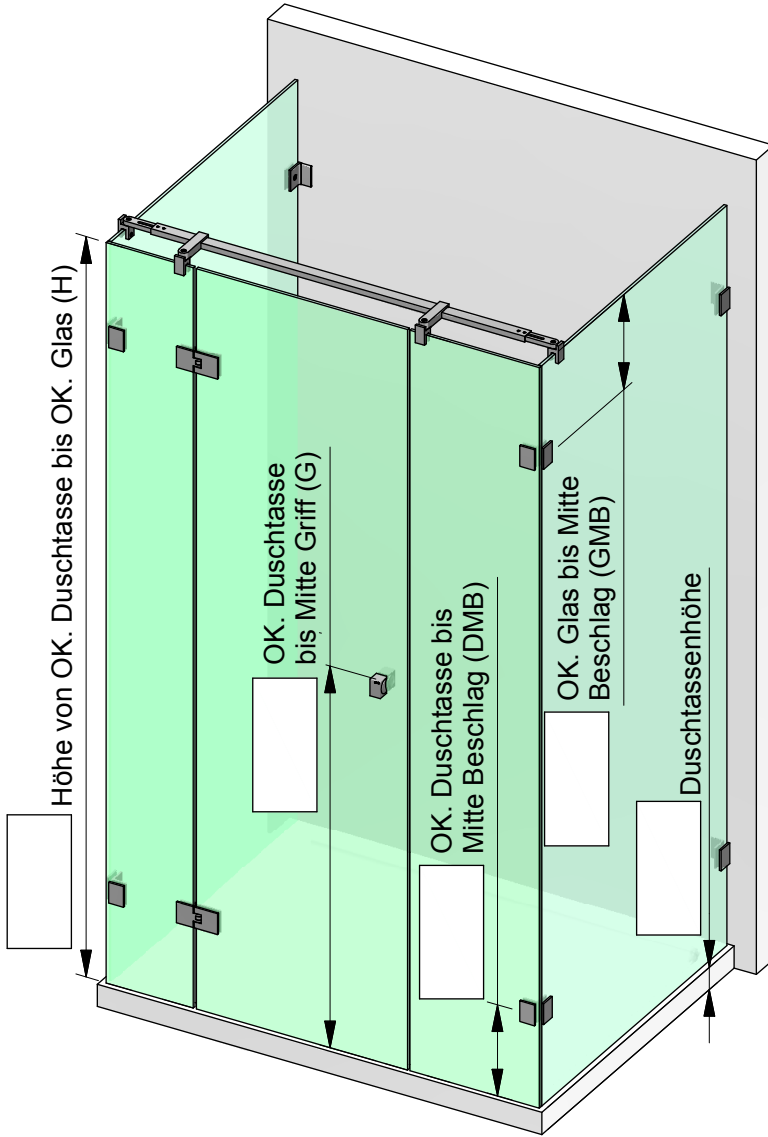 Höhe von OK. Duschtasse bis OK. Glas (H)
OK. Duschtasse
bis Mitte Griff (G)
OK. Duschtasse bis
Mitte Beschlag (DMB)
OK. Glas bis Mitte
Beschlag (GMB)
Duschtassenhöhe